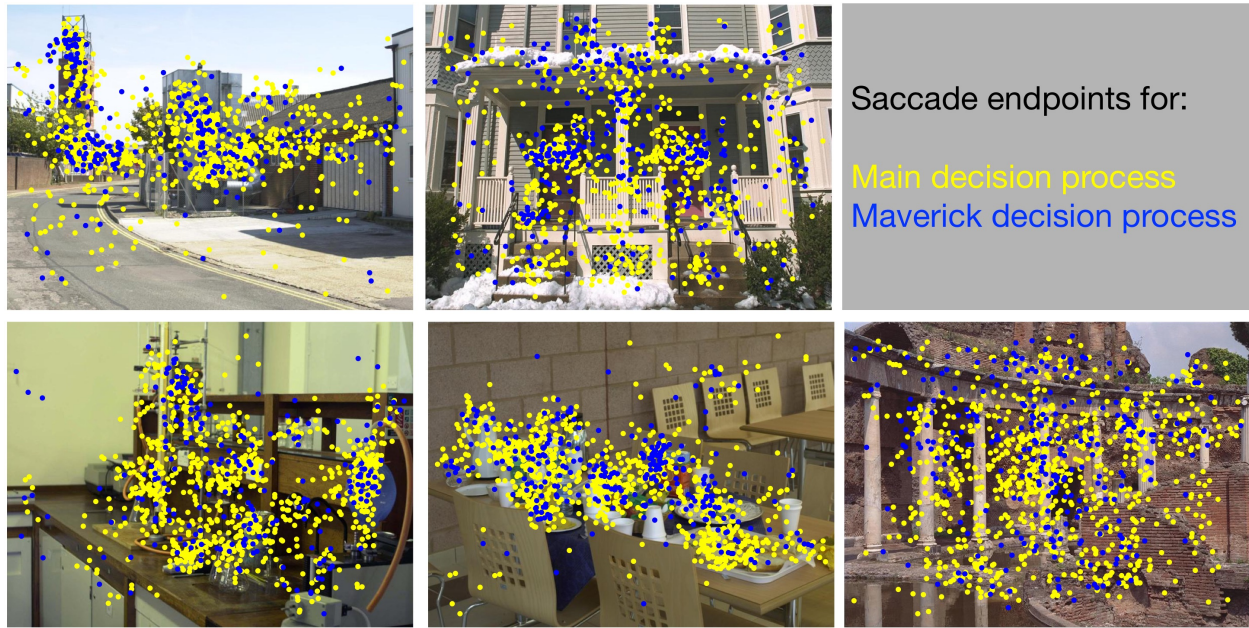 Saccade endpoints for:
Main decision process
Maverick decision process